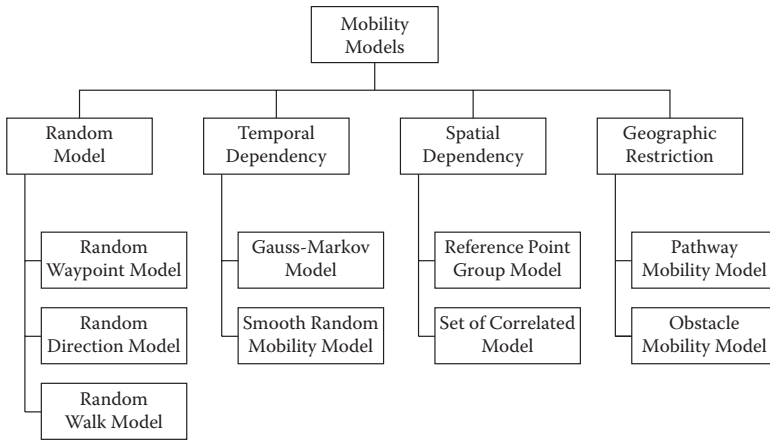 Mobility
Models
Random
Model
Temporal
Dependency
Spatial
Dependency
Geographic
Restriction
Random
Waypoint Model
Gauss-Markov
Model
Reference Point
Group Model
Pathway
Mobility Model
Random
Direction Model
Smooth Random
Mobility Model
Set of Correlated
Model
Obstacle
Mobility Model
Random
Walk Model